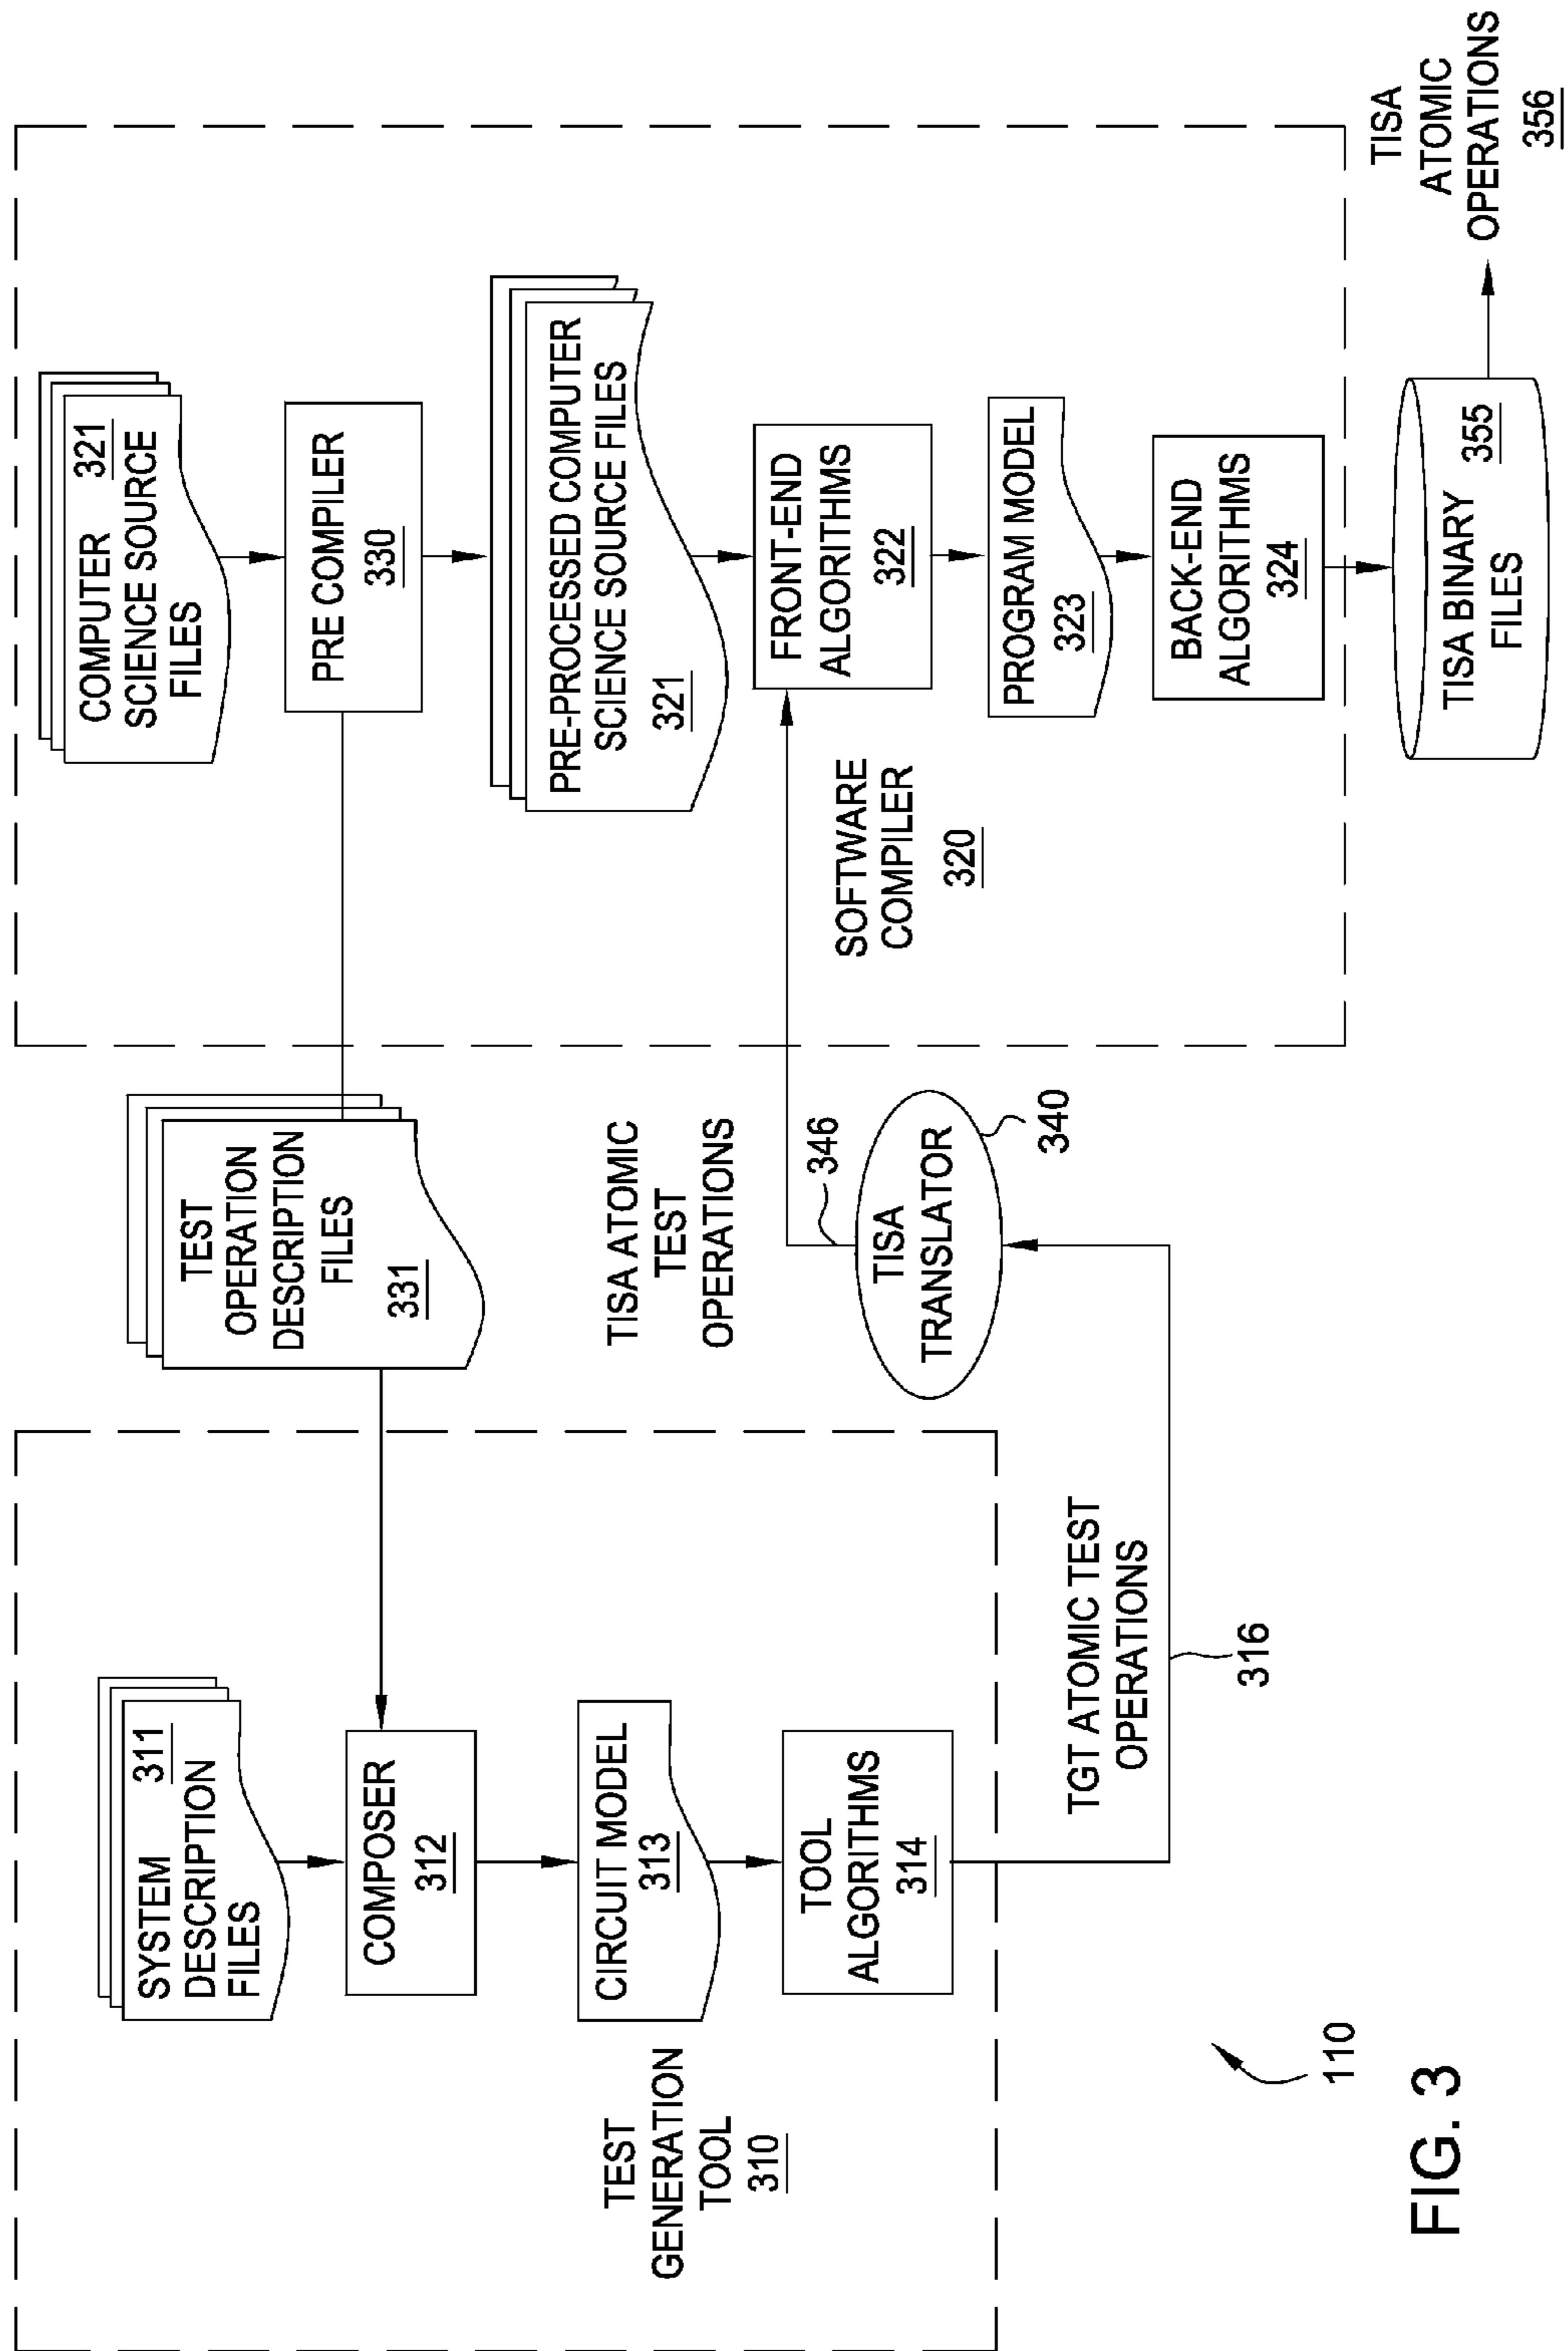 SYSTEM
311
DESCRIPTION
FILES
COMPOSER
312
CIRCUIT MODEL
313
TOOL
ALGORITHMS
314
TEST
GENERATION
TOOL
310
TGT ATOMIC TEST
OPERATIONS
316
TEST
OPERATION
DESCRIPTION
FILES
331
TISA ATOMIC
TEST
OPERATIONS
346
TISA
TRANSLATOR
340
COMPUTER
321
SCIENCE SOURCE
FILES
PRE COMPILER
330
PRE-PROCESSED COMPUTER
SCIENCE SOURCE FILES
321
FRONT-END
ALGORITHMS
322
SOFTWARE
COMPILER
320
PROGRAM MODEL
323
BACK-END
ALGORITHMS
324
TISA BINARY
355
FILES
TISA
ATOMIC
OPERATIONS
356
110
FIG. 3